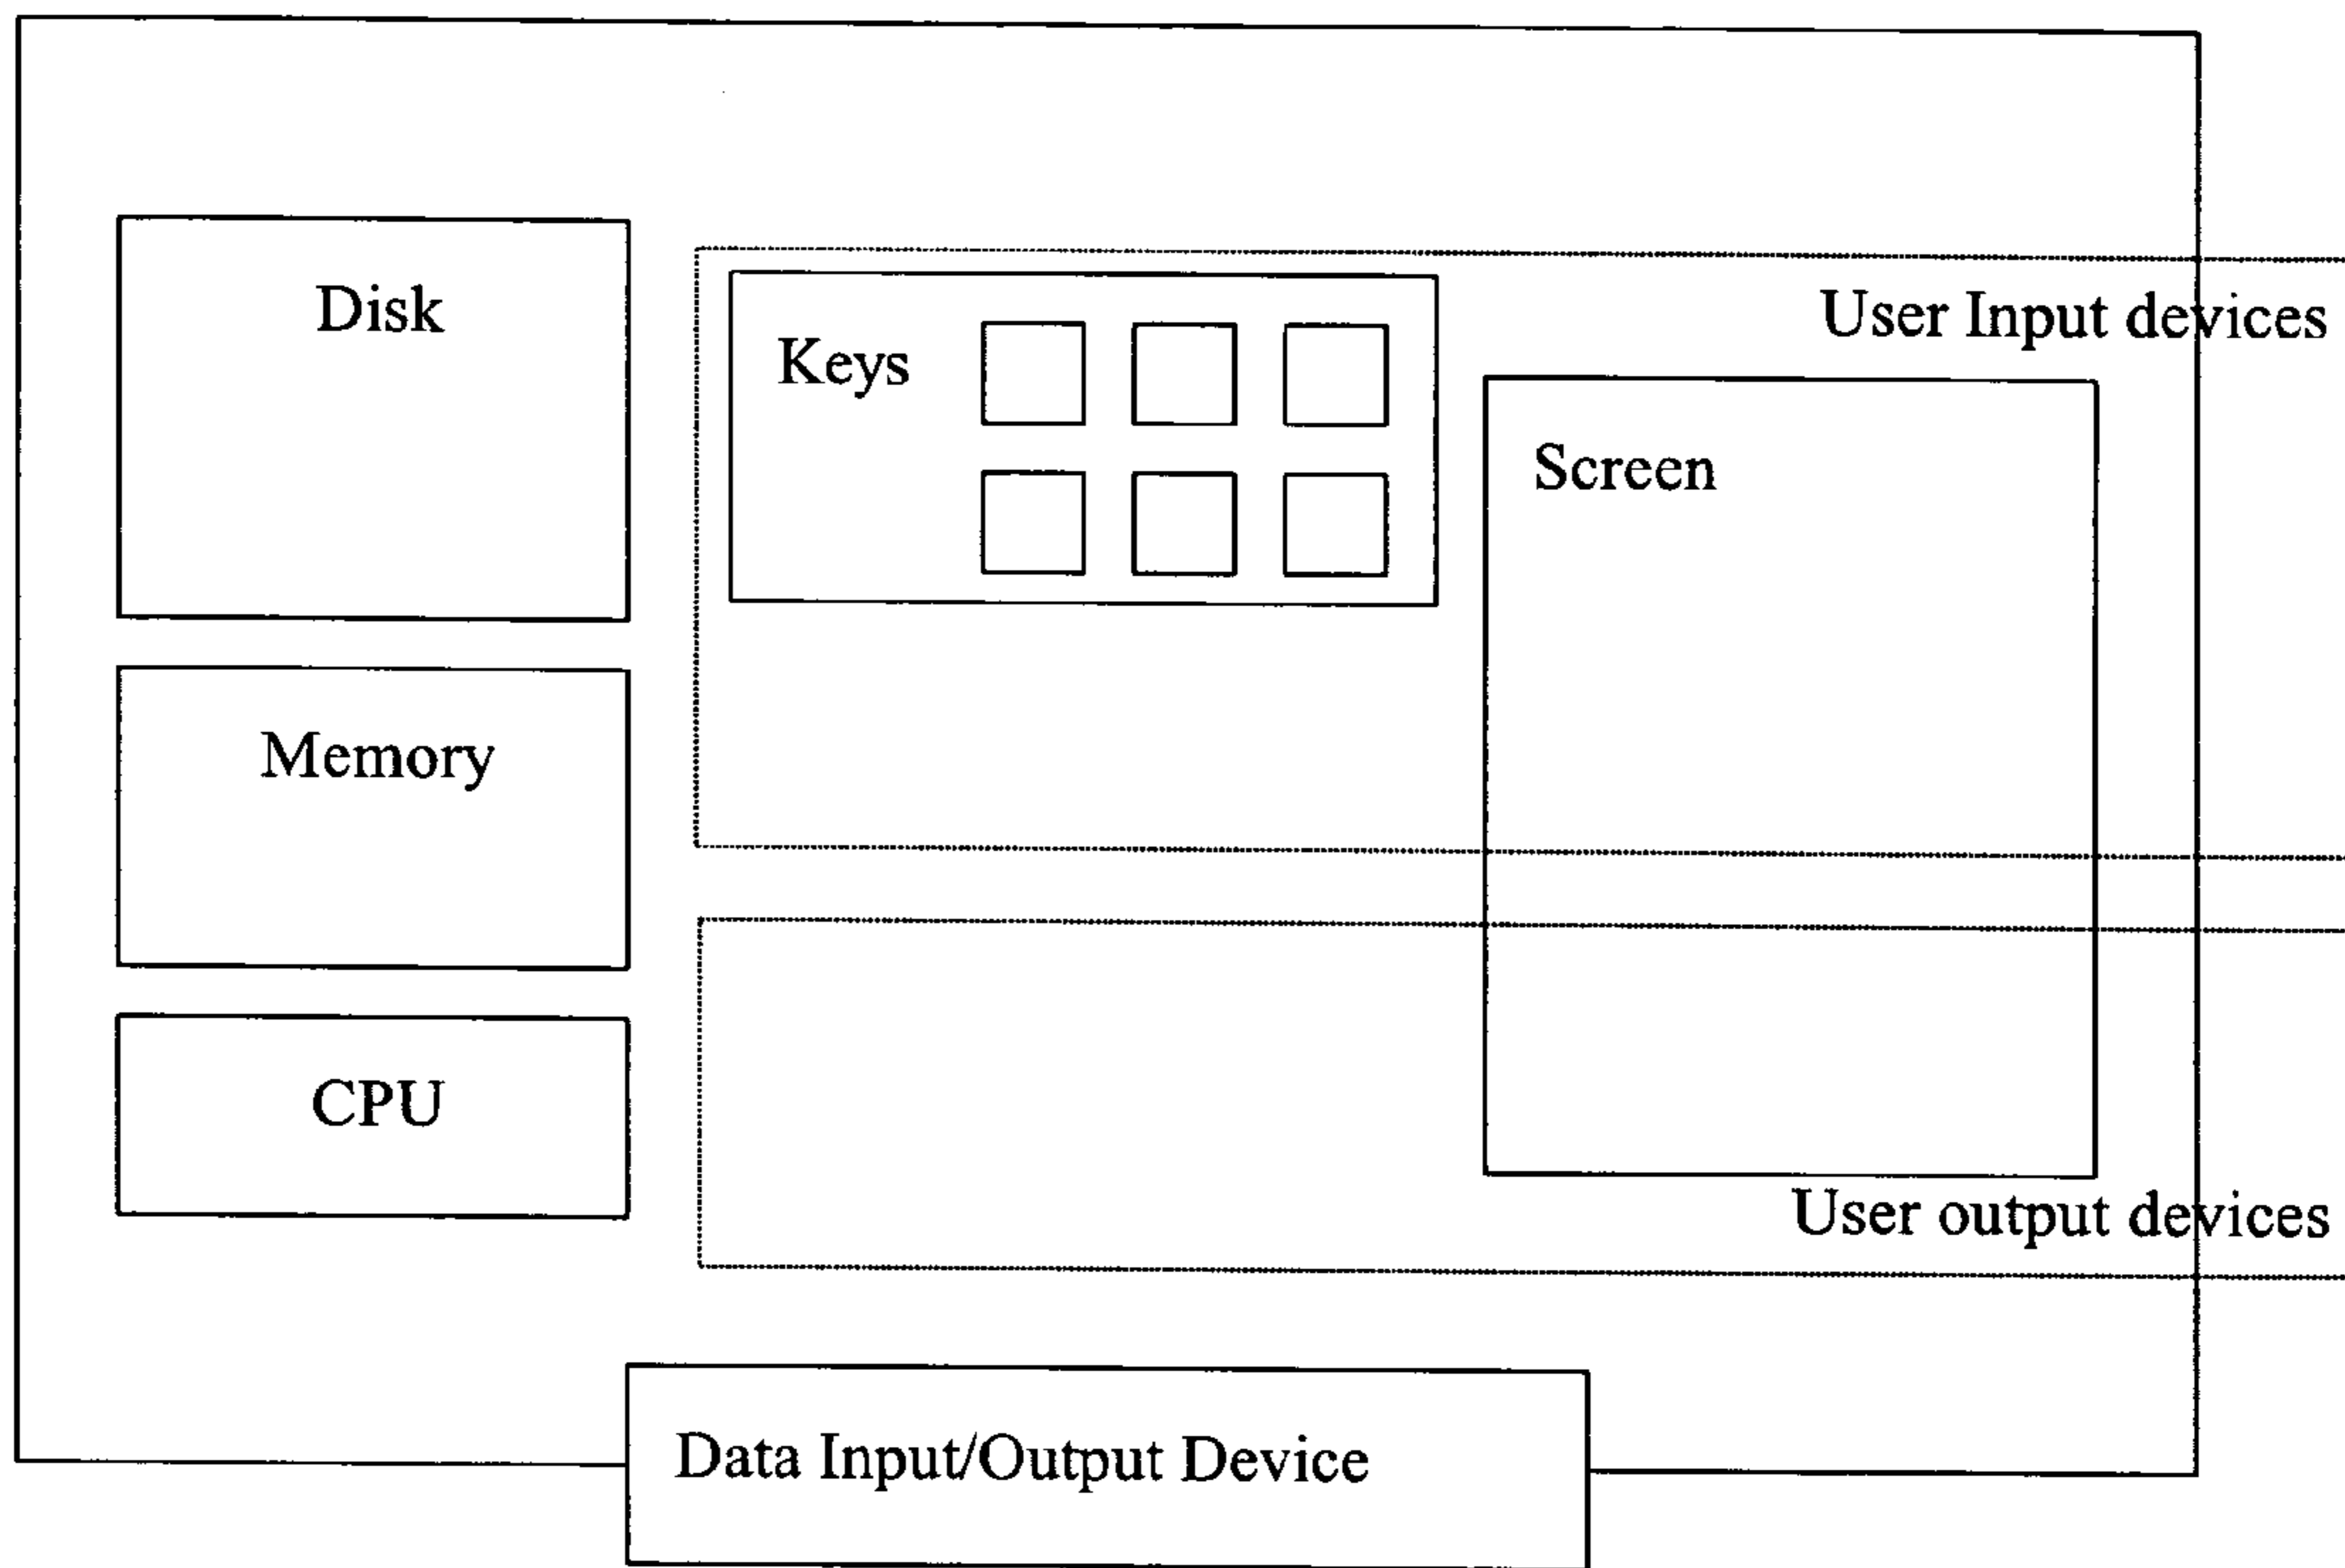 Disk
User Input devices
Keys
Screen
Memory
CPU
User output devices
Data Input/Output Device